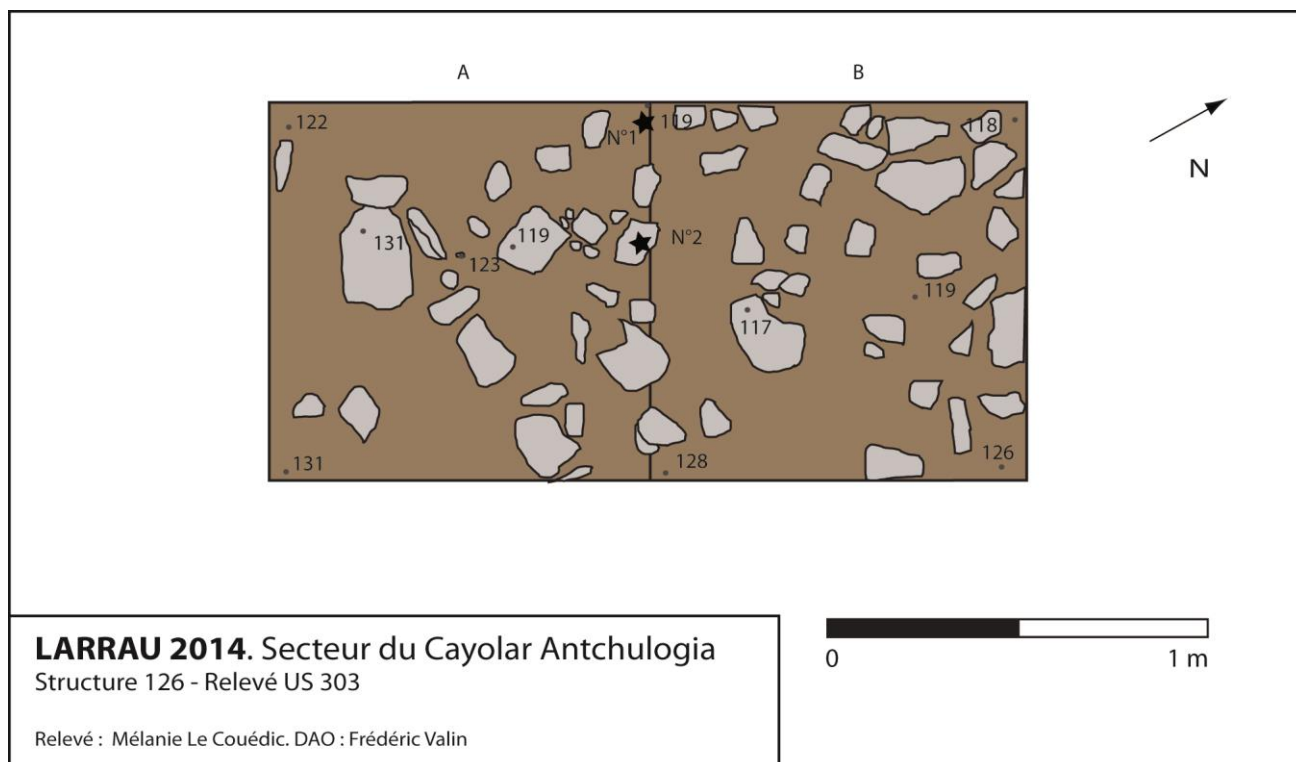 A
B
122
N°1
119
118
N
131
119
N°2
123
119
117
131
128
126
LARRAU 2014. Secteur du Cayolar Antchulogia
Structure 126 - Relevé US 303
Relevé : Mélanie Le Couédic. DAO : Frédéric Valin
0
1 m